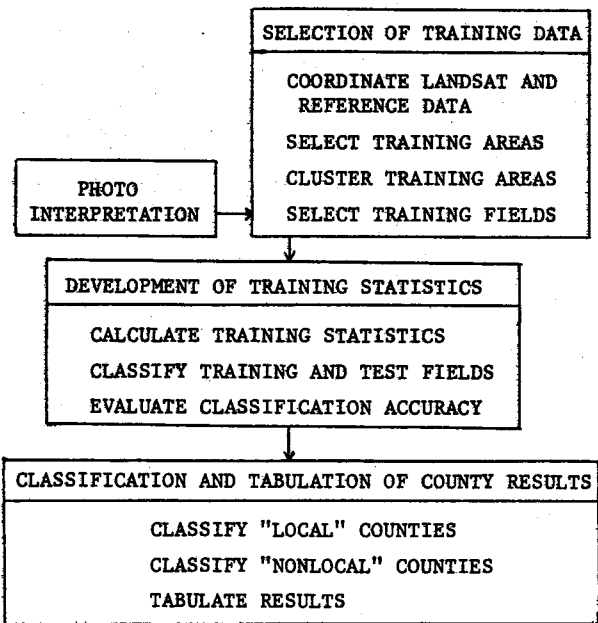 SELECTION OF TRAINING DATA
COORDINATE LANDSAT AND
REFERENCE DATA
SELECT TRAINING AREAS
CLUSTER TRAINING AREAS
SELECT TRAINING FIELDS
PHOTO
INTERPRETATION
DEVELOPMENT OF TRAINING STATISTICS
CALCULATE TRAINING STATISTICS
CLASSIFY TRAINING AND TEST FIELDS
EVALUATE CLASSIFICATION ACCURACY
CLASSIFICATION AND TABULATION OF COUNTY RESULTS
CLASSIFY "LOCAL" COUNTIES
CLASSIFY "NONLOCAL" COUNTIES
TABULATE RESULTS